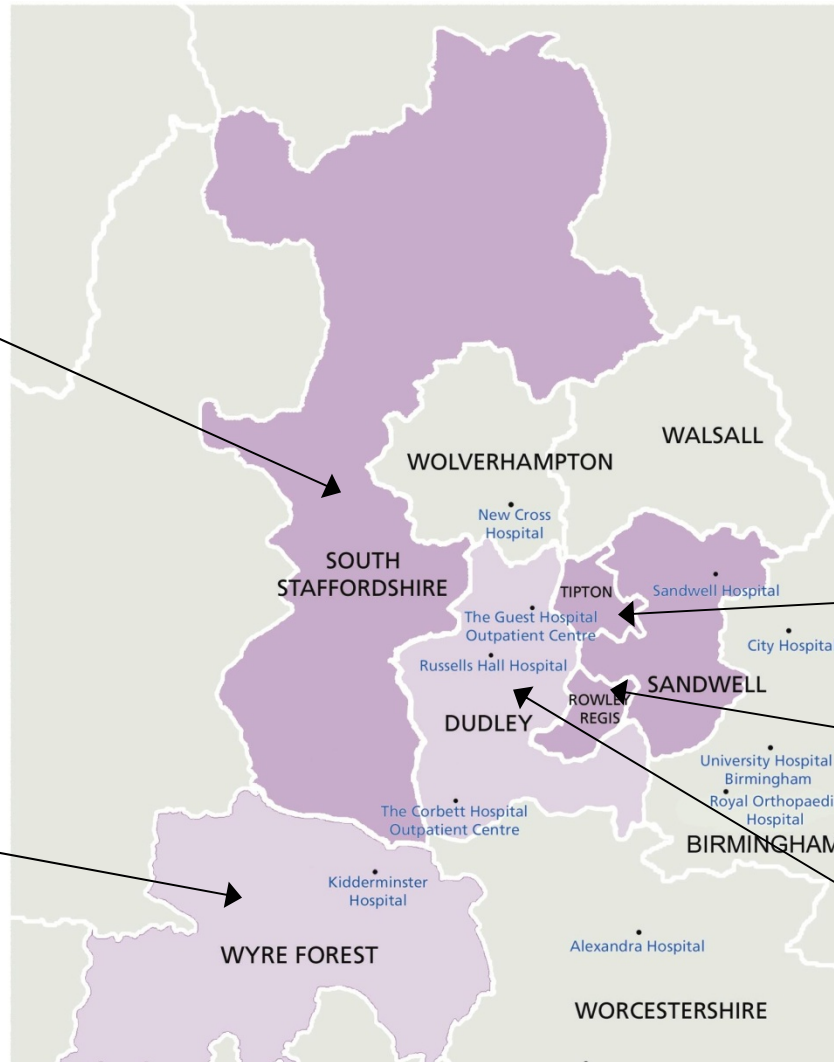 WALSALL
WOLVERHAMPTON
New Cross
Hospital
SOUTH
STAFFORDSHIRE
TIPTON
Sandwell Hospital
The Guest Hospital
Outpatient Centre
City Hospita
Russells Hall Hospital
SANDWELL
ROWLEY
REGIS
DUDLEY
University Hospital
Birmingham
Royal Orthopaedi
Hospital
The Corbett Hospital
Outpatient Centre
BIRMINGHAM
Kidderminster
Hospital
Alexandra Hospital
WYRE FOREST
WORCESTERSHIRE